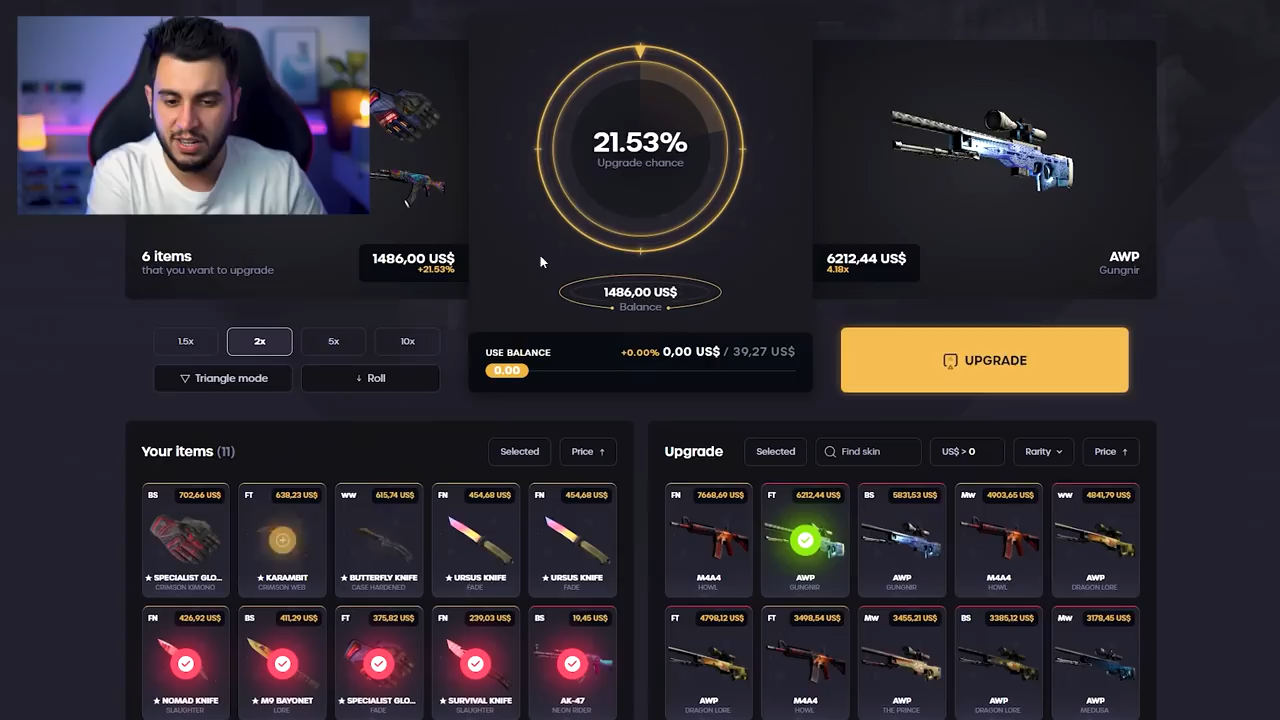 21.53%
Upgrade chance
6 items
that you want to upgrade
1486,00 US$
+21.53%
6212,44 US$
4.18x
AWP
Gungnir
1486,00 US$
Balance
1.5x
2x
5x
10x
Triangle mode
Roll
USE BALANCE
+0.00% 0,00 US$ / 39,27 US$
0.00
UPGRADE
Your items (11)
Selected
Price ↑
BS 702,66 US$
★ SPECIALIST GLO...
CRIMSON KIMONO
FT 638,23 US$
★ KARAMBIT
CRIMSON WEB
WW 615,74 US$
★ BUTTERFLY KNIFE
CASE HARDENED
FN 454,68 US$
★ URSUS KNIFE
FADE
FN 454,68 US$
★ URSUS KNIFE
FADE
FN 426,92 US$
★ NOMAD KNIFE
SLAUGHTER
BS 411,29 US$
★ M9 BAYONET
LORE
FT 375,82 US$
★ SPECIALIST GLO...
FADE
FN 239,03 US$
★ SURVIVAL KNIFE
SLAUGHTER
BS 19,45 US$
AK-47
NEON RIDER
Upgrade
Selected
Find skin
US$ > 0
Rarity
Price ↑
FN 7668,69 US$
M4A4
HOWL
FT 6212,44 US$
AWP
GUNGNIR
BS 5831,53 US$
AWP
GUNGNIR
MW 4903,65 US$
M4A4
HOWL
WW 4841,79 US$
AWP
DRAGON LORE
FT 4798,12 US$
AWP
DRAGON LORE
FT 3498,54 US$
M4A4
HOWL
MW 3455,21 US$
AWP
THE PRINCE
BS 3385,12 US$
AWP
DRAGON LORE
MW 3178,45 US$
AWP
MEDUSA